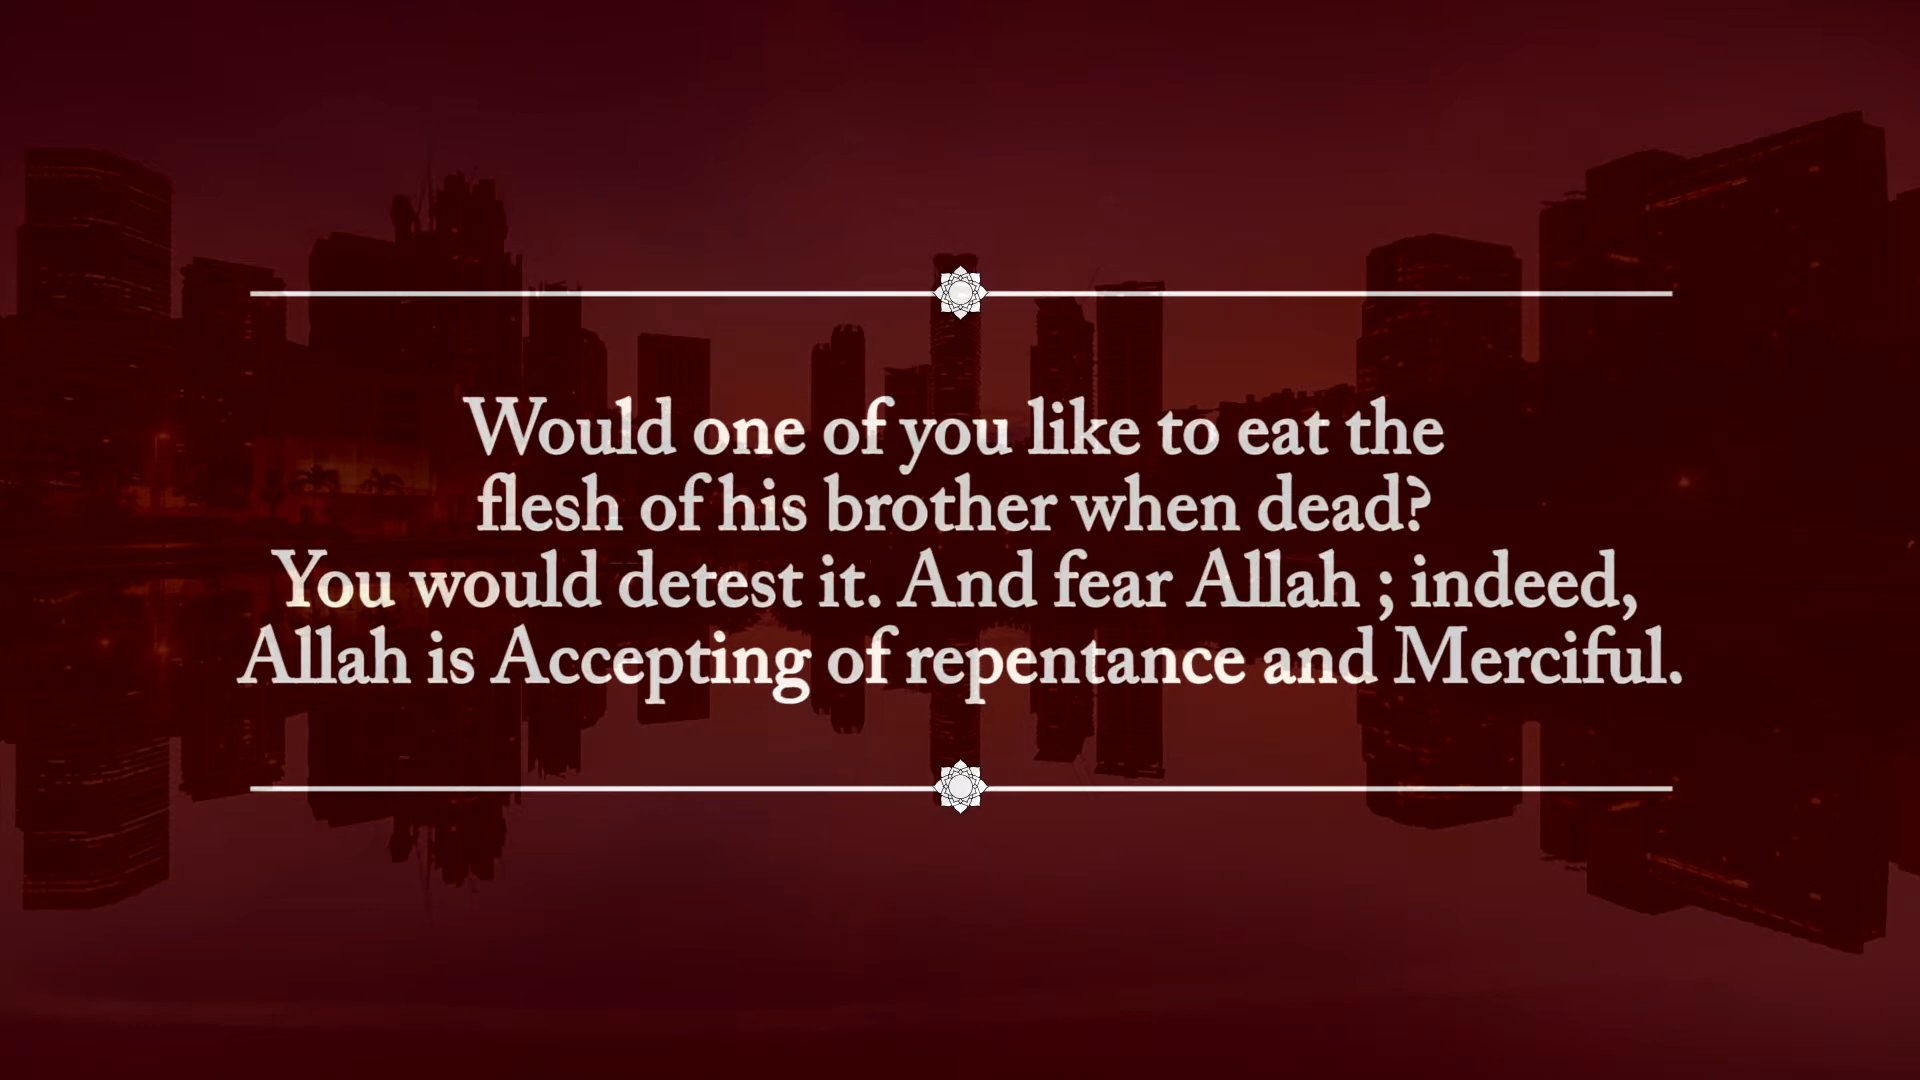 Would one of you like to eat the
flesh of his brother when dead?
You would detest it. And fear Allah ; indeed,
Allah is Accepting of repentance and Merciful.